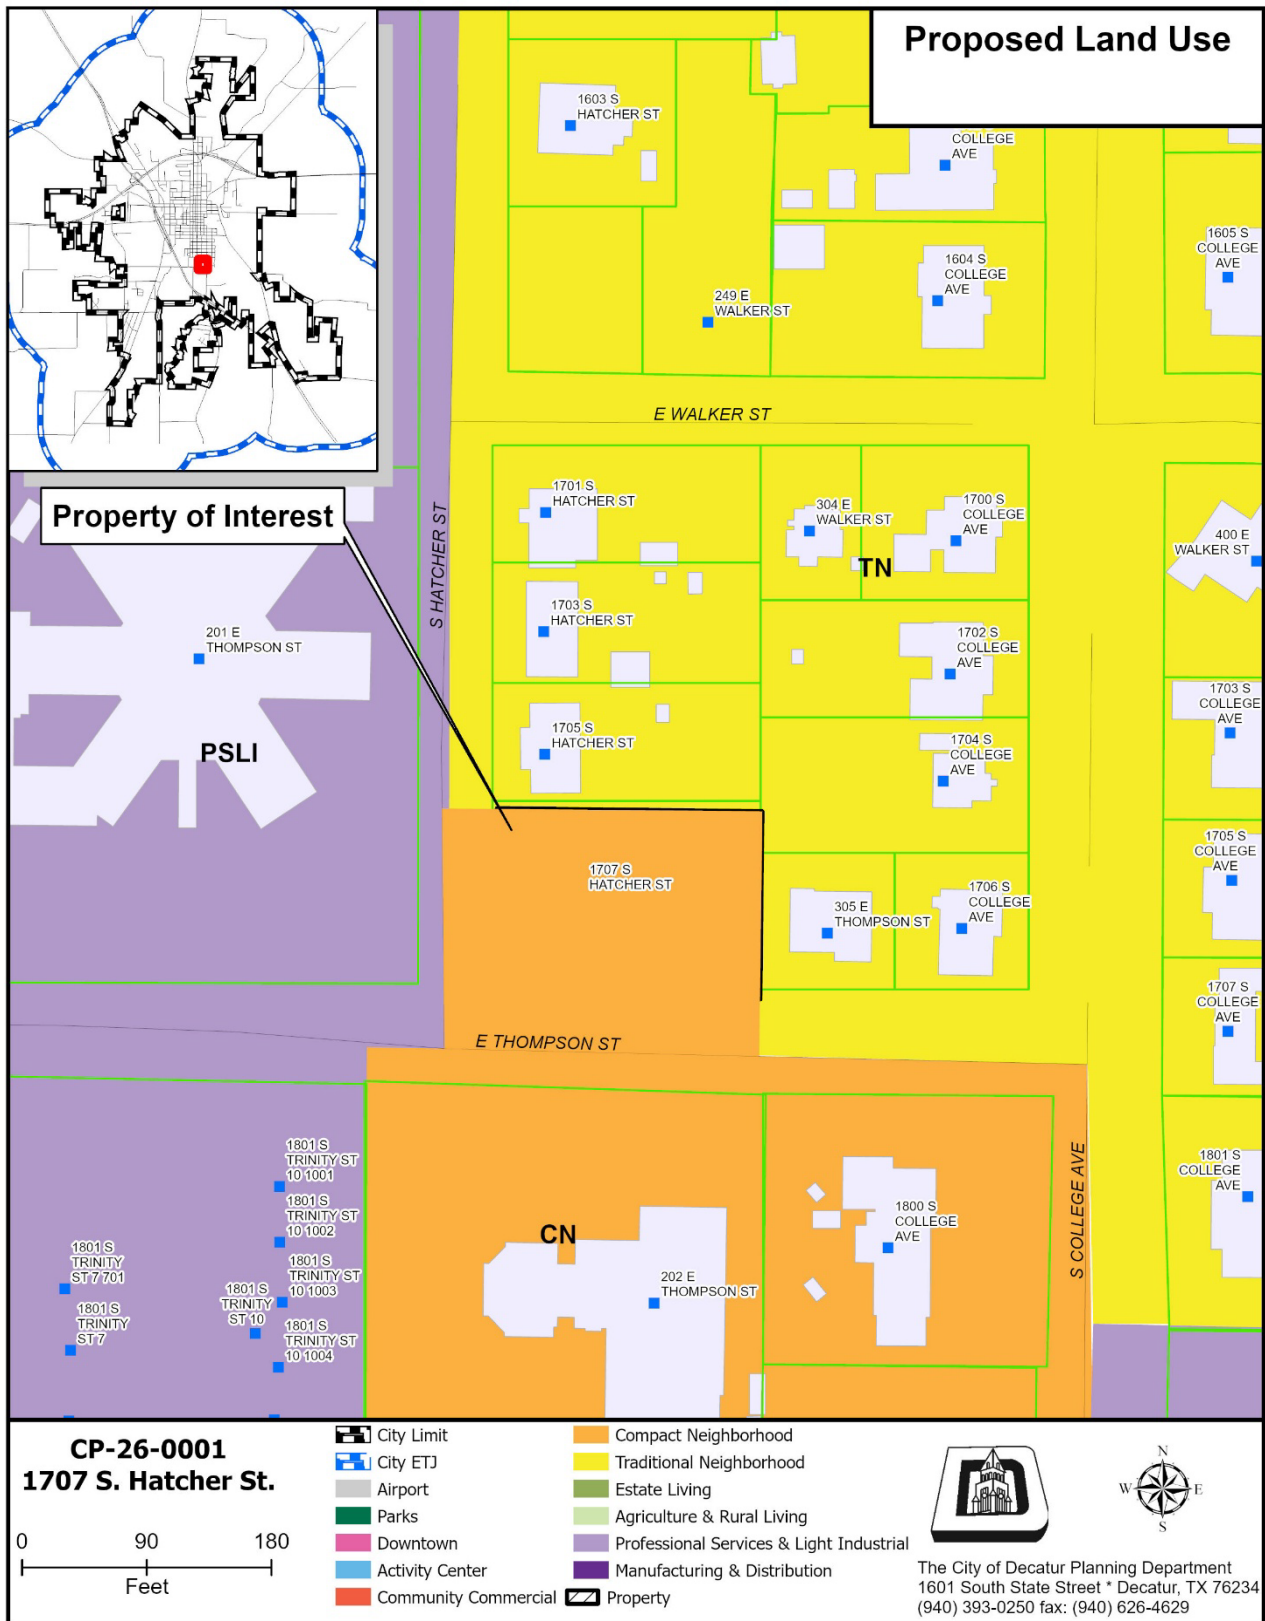 Proposed Land Use
1603 S
HATCHER ST
COLLEGE
AVE
1605 S
COLLEGE
AVE
1604 S
COLLEGE
AVE
249 E
WALKER ST
E WALKER ST
Property of Interest
S HATCHER ST
1701 S
HATCHER ST
304 E
WALKER ST
1700 S
COLLEGE
AVE
400 E
WALKER ST
TN
1703 S
HATCHER ST
201 E
THOMPSON ST
1702 S
COLLEGE
AVE
1703 S
COLLEGE
AVE
PSLI
1705 S
HATCHER ST
1704 S
COLLEGE
AVE
1707 S
HATCHER ST
1705 S
COLLEGE
AVE
305 E
THOMPSON ST
1706 S
COLLEGE
AVE
1707 S
COLLEGE
AVE
E THOMPSON ST
1801 S
TRINITY ST
10 1001
1801 S
TRINITY ST
10 1002
1801 S
TRINITY ST
10 1003
1801 S
TRINITY
ST 7 701
1801 S
TRINITY
ST 10
1801 S
TRINITY
ST 7
1801 S
TRINITY ST
10 1004
CN
202 E
THOMPSON ST
1800 S
COLLEGE
AVE
S COLLEGE AVE
1801 S
COLLEGE
AVE
CP-26-0001
1707 S. Hatcher St.
0 90 180
Feet
City Limit
City ETJ
Airport
Parks
Downtown
Activity Center
Community Commercial
Compact Neighborhood
Traditional Neighborhood
Estate Living
Agriculture & Rural Living
Professional Services & Light Industrial
Manufacturing & Distribution
Property
N
W E
S
The City of Decatur Planning Department
1601 South State Street * Decatur, TX 76234
(940) 393-0250 fax: (940) 626-4629